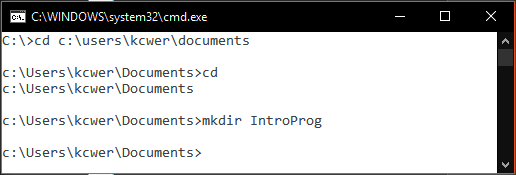 C:\WINDOWS\system32\cmd.exe
C:\>cd c:\users\kcwer\documents
c:\Users\kcwer\Documents>cd
c:\Users\kcwer\Documents
c:\Users\kcwer\Documents>mkdir IntroProg
c:\Users\kcwer\Documents>